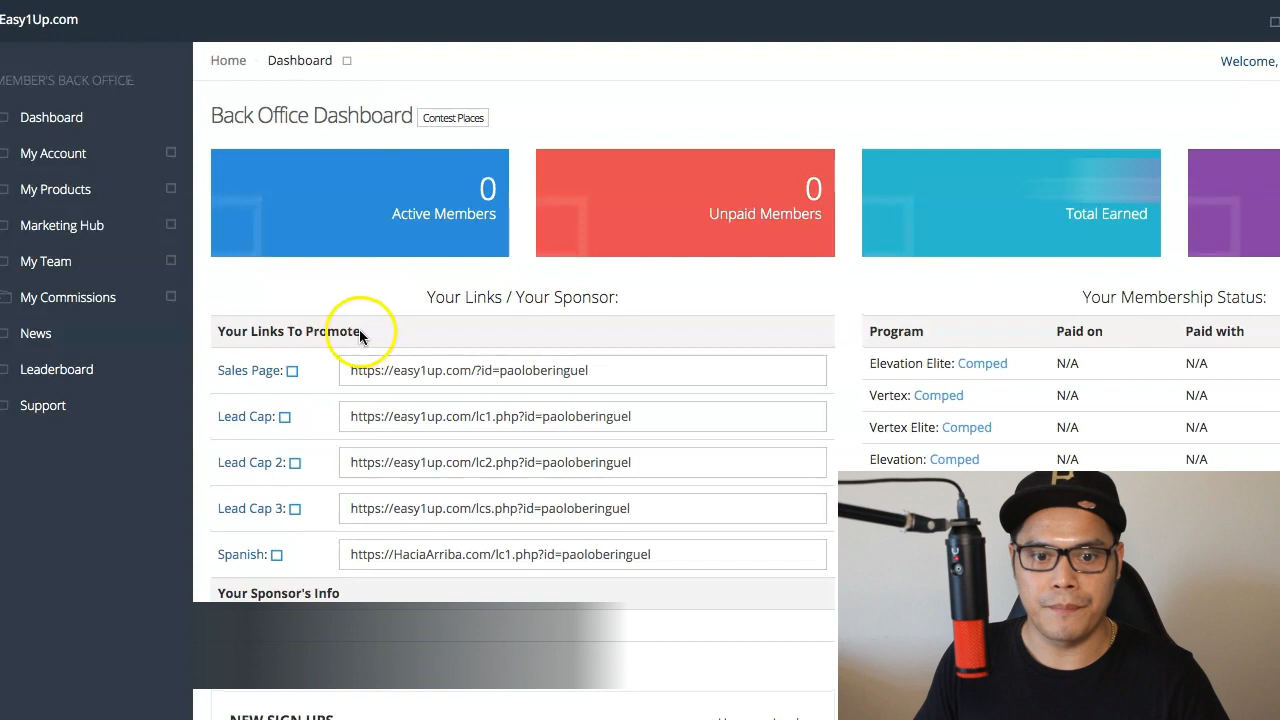 Easy1Up.com
Home Dashboard
Welcome,
MEMBER'S BACK OFFICE
Dashboard
My Account
My Products
Marketing Hub
My Team
My Commissions
News
Leaderboard
Support
Back Office Dashboard Contest Places
0
Active Members
0
Unpaid Members
Total Earned
Your Links / Your Sponsor:
Your Links To Promote
Sales Page: https://easy1up.com/?id=paoloberinguel
Lead Cap: https://easy1up.com/lc1.php?id=paoloberinguel
Lead Cap 2: https://easy1up.com/lc2.php?id=paoloberinguel
Lead Cap 3: https://easy1up.com/lcs.php?id=paoloberinguel
Spanish: https://HaciaArriba.com/lc1.php?id=paoloberinguel
Your Sponsor's Info
NEW SIGN UPS
Your Membership Status:
Program Paid on Paid with
Elevation Elite: Comped N/A N/A
Vertex: Comped N/A N/A
Vertex Elite: Comped N/A N/A
Elevation: Comped N/A N/A